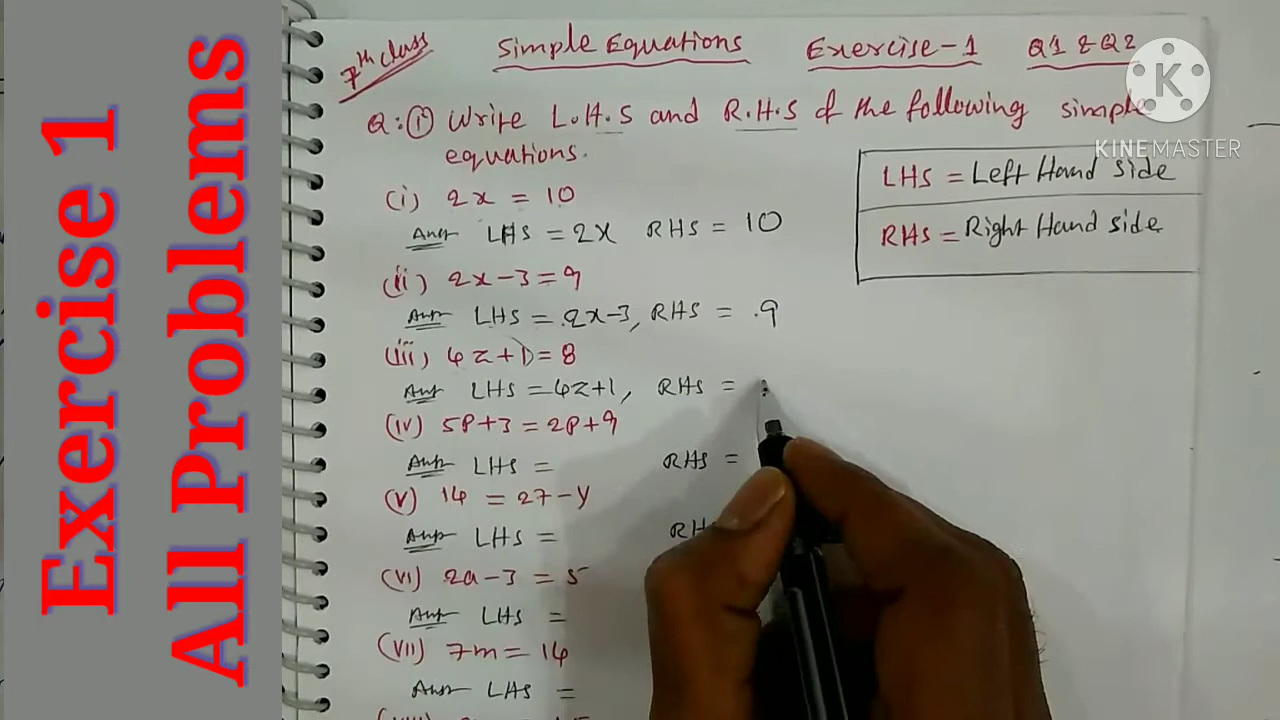 Exercise 1
All Problems
7th class
Simple Equations Exercise-1 Q1 & Q2
K
KINEMASTER
Q:① Write L.H.S and R.H.S of the following simple
equations.
LHS = Left Hand side
RHS = Right Hand side
(i) 2x = 10
Ans LHS = 2x RHS = 10
(ii) 2x-3=9
Ans LHS = 2x-3, RHS = .9
(iii) 4z+1=8
Ans LHS = 4z+1, RHS =
(iv) 5P+3 = 2P+9
Ans LHS = RHS =
(v) 14 = 27-y
Ans LHS = RHS
(vi) 2a-3 = 5
Ans LHS =
(vii) 7m = 14
Ans LHS =